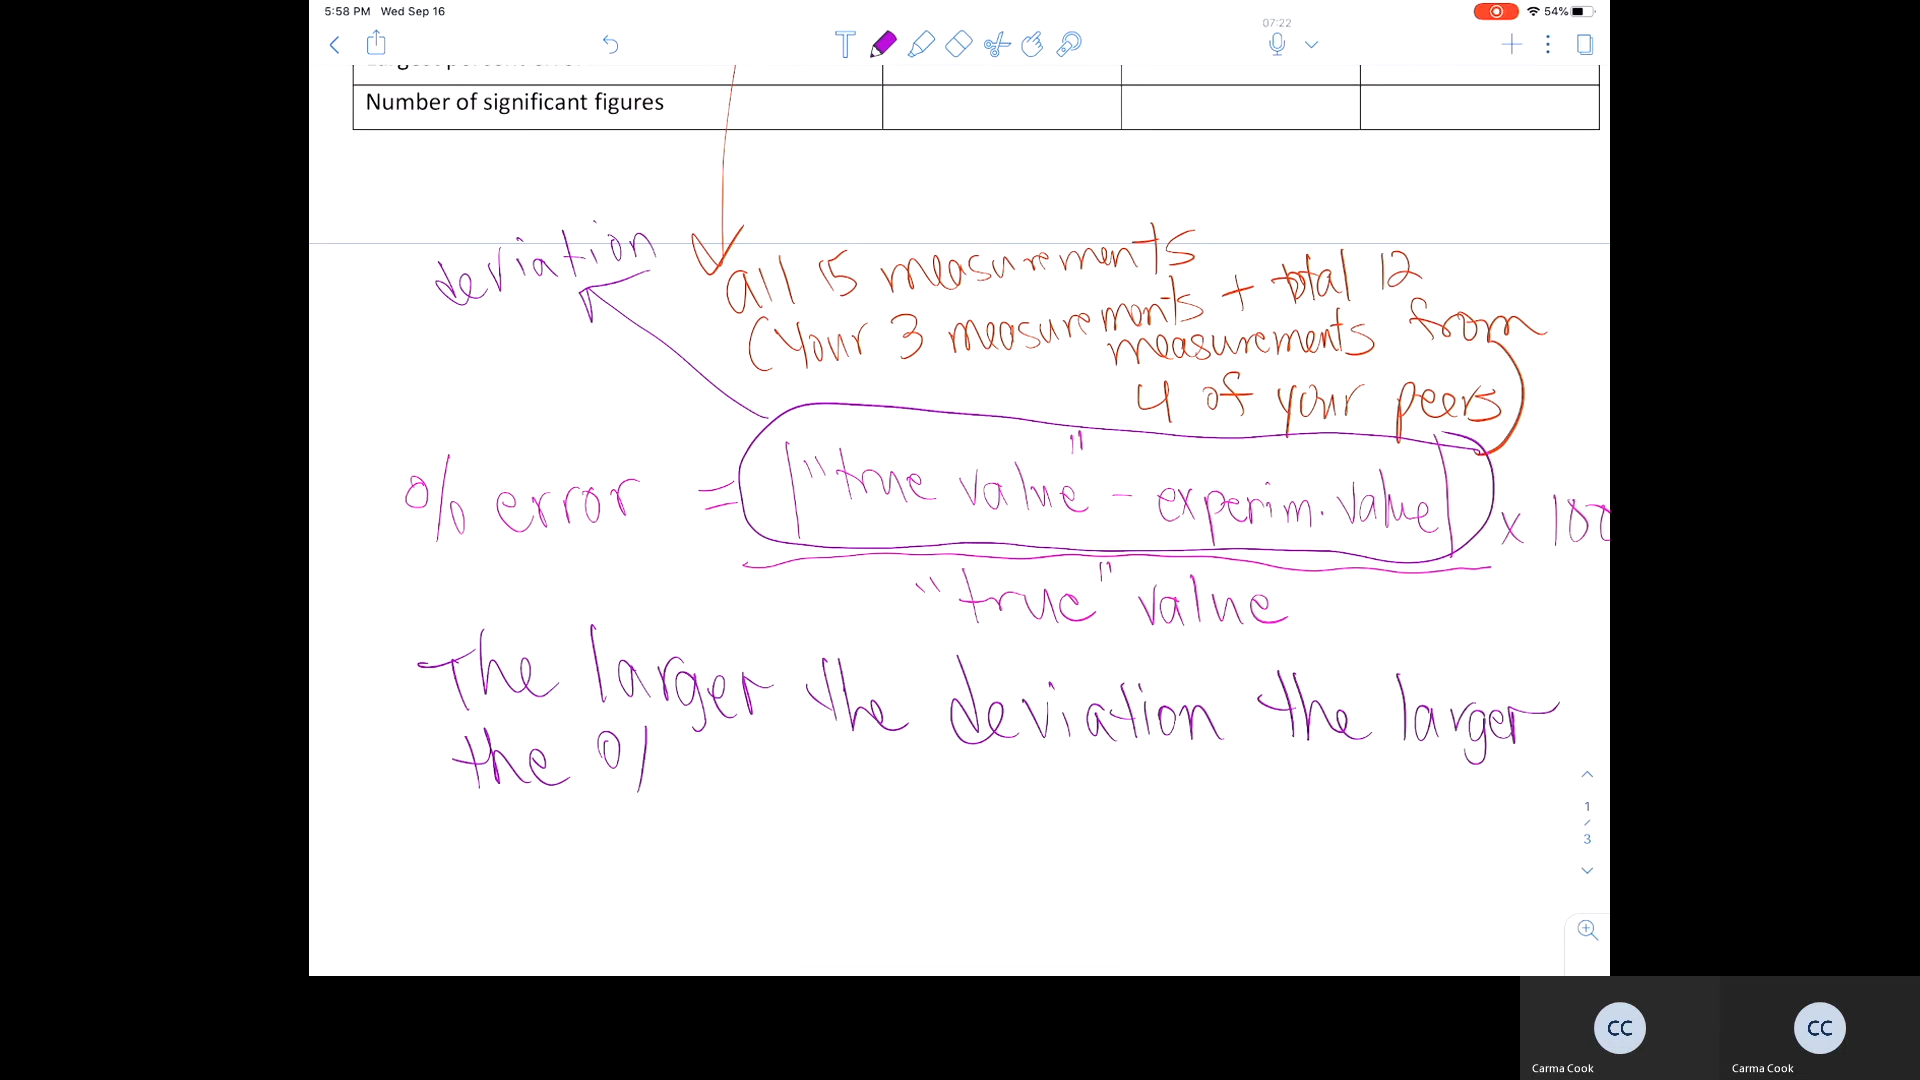 5:58 PM Wed Sep 16
54%
07:22
T
Number of significant figures
deviation
all 15 measurements
(Your 3 measurements + total 12
measurements from
4 of your peers
% error = |"true value" - experim. value| x 100
"true" value
The larger the deviation the larger
the %
1
/
3
CC
CC
Carma Cook
Carma Cook